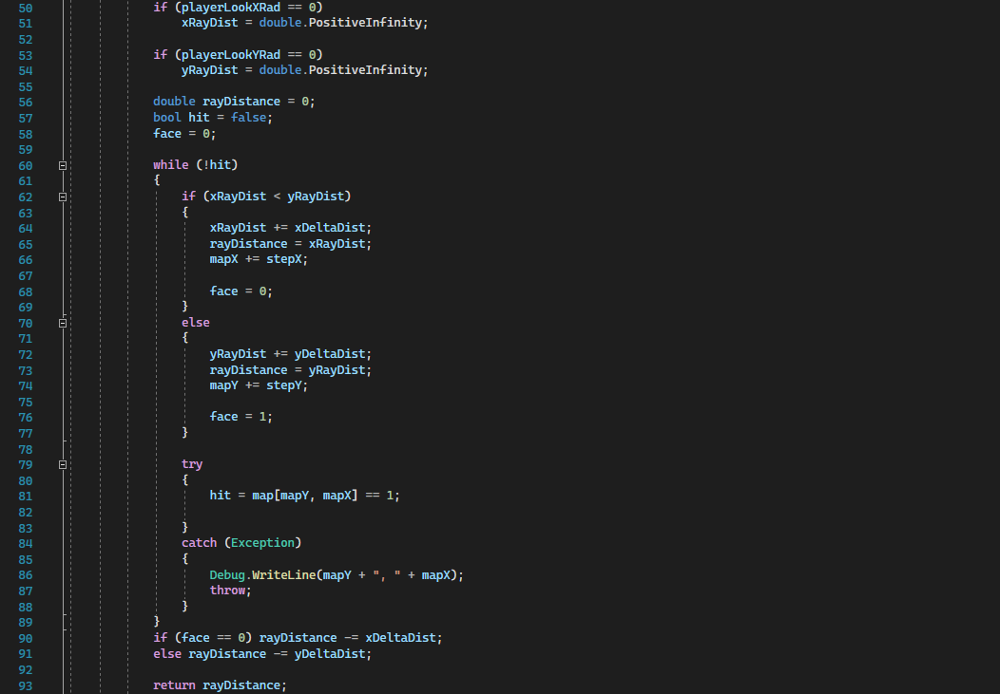 50 if (playerLookXRad == 0)
51 xRayDist = double.PositiveInfinity;
52
53 if (playerLookYRad == 0)
54 yRayDist = double.PositiveInfinity;
55
56 double rayDistance = 0;
57 bool hit = false;
58 face = 0;
59
60 while (!hit)
61 {
62 if (xRayDist < yRayDist)
63 {
64 xRayDist += xDeltaDist;
65 rayDistance = xRayDist;
66 mapX += stepX;
67
68 face = 0;
69 }
70 else
71 {
72 yRayDist += yDeltaDist;
73 rayDistance = yRayDist;
74 mapY += stepY;
75
76 face = 1;
77 }
78
79 try
80 {
81 hit = map[mapY, mapX] == 1;
82
83 }
84 catch (Exception)
85 {
86 Debug.WriteLine(mapY + ", " + mapX);
87 throw;
88 }
89 }
90 if (face == 0) rayDistance -= xDeltaDist;
91 else rayDistance -= yDeltaDist;
92
93 return rayDistance;